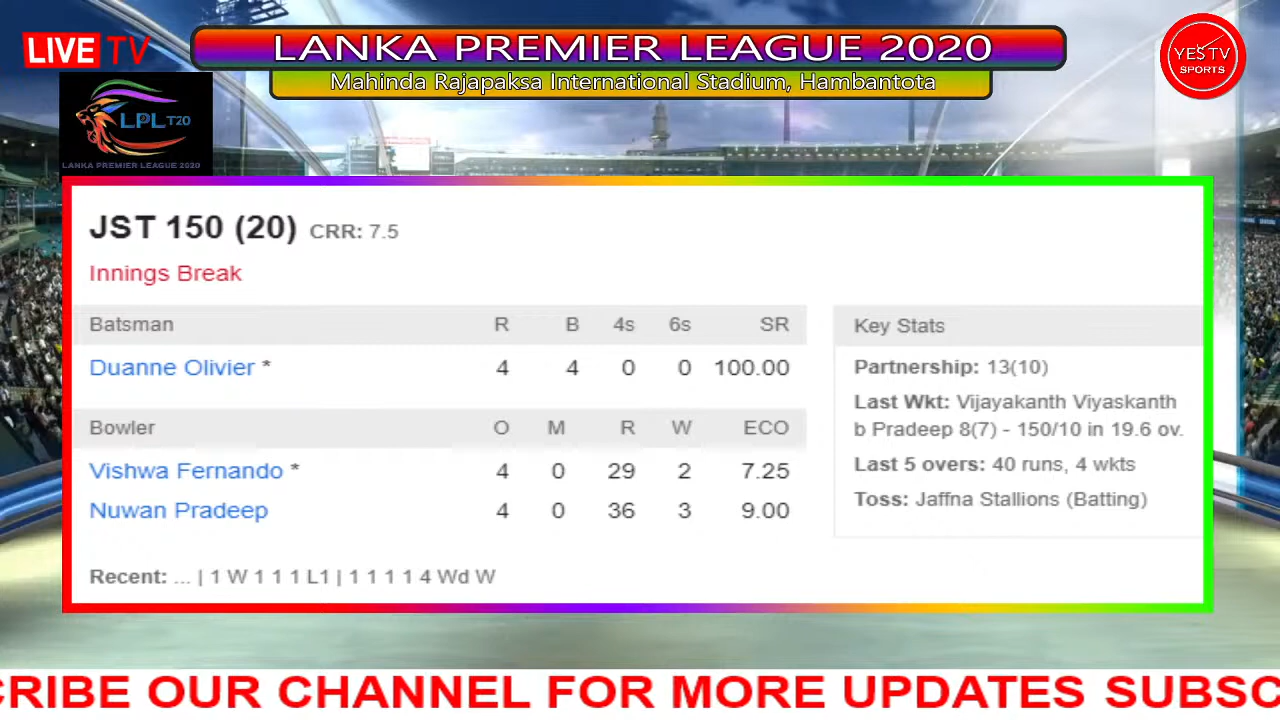 LIVE TV
LANKA PREMIER LEAGUE 2020
Mahinda Rajapaksa International Stadium, Hambantota
YES TV
SPORTS
LPL T20
LANKA PREMIER LEAGUE 2020
JST 150 (20) CRR: 7.5
Innings Break
Batsman R B 4s 6s SR
Duanne Olivier * 4 4 0 0 100.00
Bowler O M R W ECO
Vishwa Fernando * 4 0 29 2 7.25
Nuwan Pradeep 4 0 36 3 9.00
Recent: ... | 1 W 1 1 1 L1 | 1 1 1 1 4 Wd W
Key Stats
Partnership: 13(10)
Last Wkt: Vijayakanth Viyaskanth
b Pradeep 8(7) - 150/10 in 19.6 ov.
Last 5 overs: 40 runs, 4 wkts
Toss: Jaffna Stallions (Batting)
CRIBE OUR CHANNEL FOR MORE UPDATES SUBSC